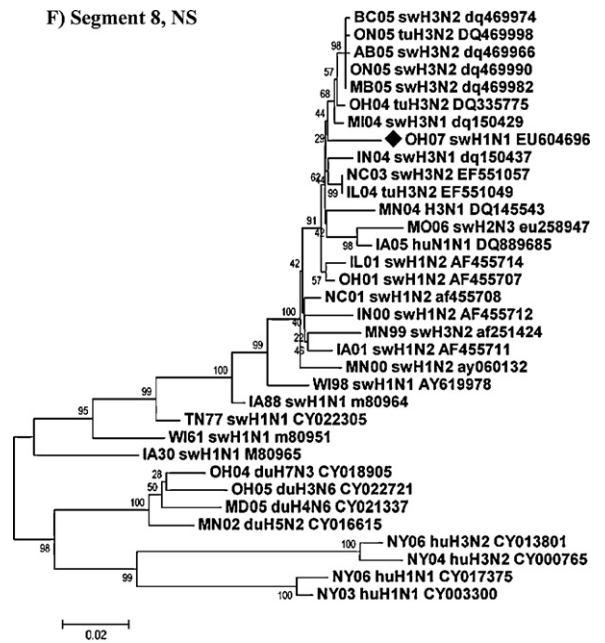 F) Segment 8, NS
BC05 swH3N2 dq469974
ON05 tuH3N2 DQ469998
98
AB05 swH3N2 dq469966
57
ON05 swH3N2 dq469990
MB05 swH3N2 dq469982
68
OH04 tuH3N2 DQ335775
44
MI04 swH3N1 dq150429
29
OH07 swH1N1 EU604696
IN04 swH3N1 dq150437
62
NC03 swH3N2 EF551057
99
IL04 tuH3N2 EF551049
MN04 H3N1 DQ145543
91
42
MO06 swH2N3 eu258947
98
IA05 huN1N1 DQ889685
42
IL01 swH1N2 AF455714
57
OH01 swH1N2 AF455707
NC01 swH1N2 af455708
100
40
IN00 swH1N2 AF455712
22
MN99 swH3N2 af251424
46
IA01 swH1N2 AF455711
99
MN00 swH1N2 ay060132
100
WI98 swH1N1 AY619978
99
IA88 swH1N1 m80964
95
TN77 swH1N1 CY022305
WI61 swH1N1 m80951
IA30 swH1N1 M80965
28
OH04 duH7N3 CY018905
50
OH05 duH3N6 CY022721
100
MD05 duH4N6 CY021337
MN02 duH5N2 CY016615
98
100
NY06 huH3N2 CY013801
NY04 huH3N2 CY000765
99
NY06 huH1N1 CY017375
100
NY03 huH1N1 CY003300
0.02